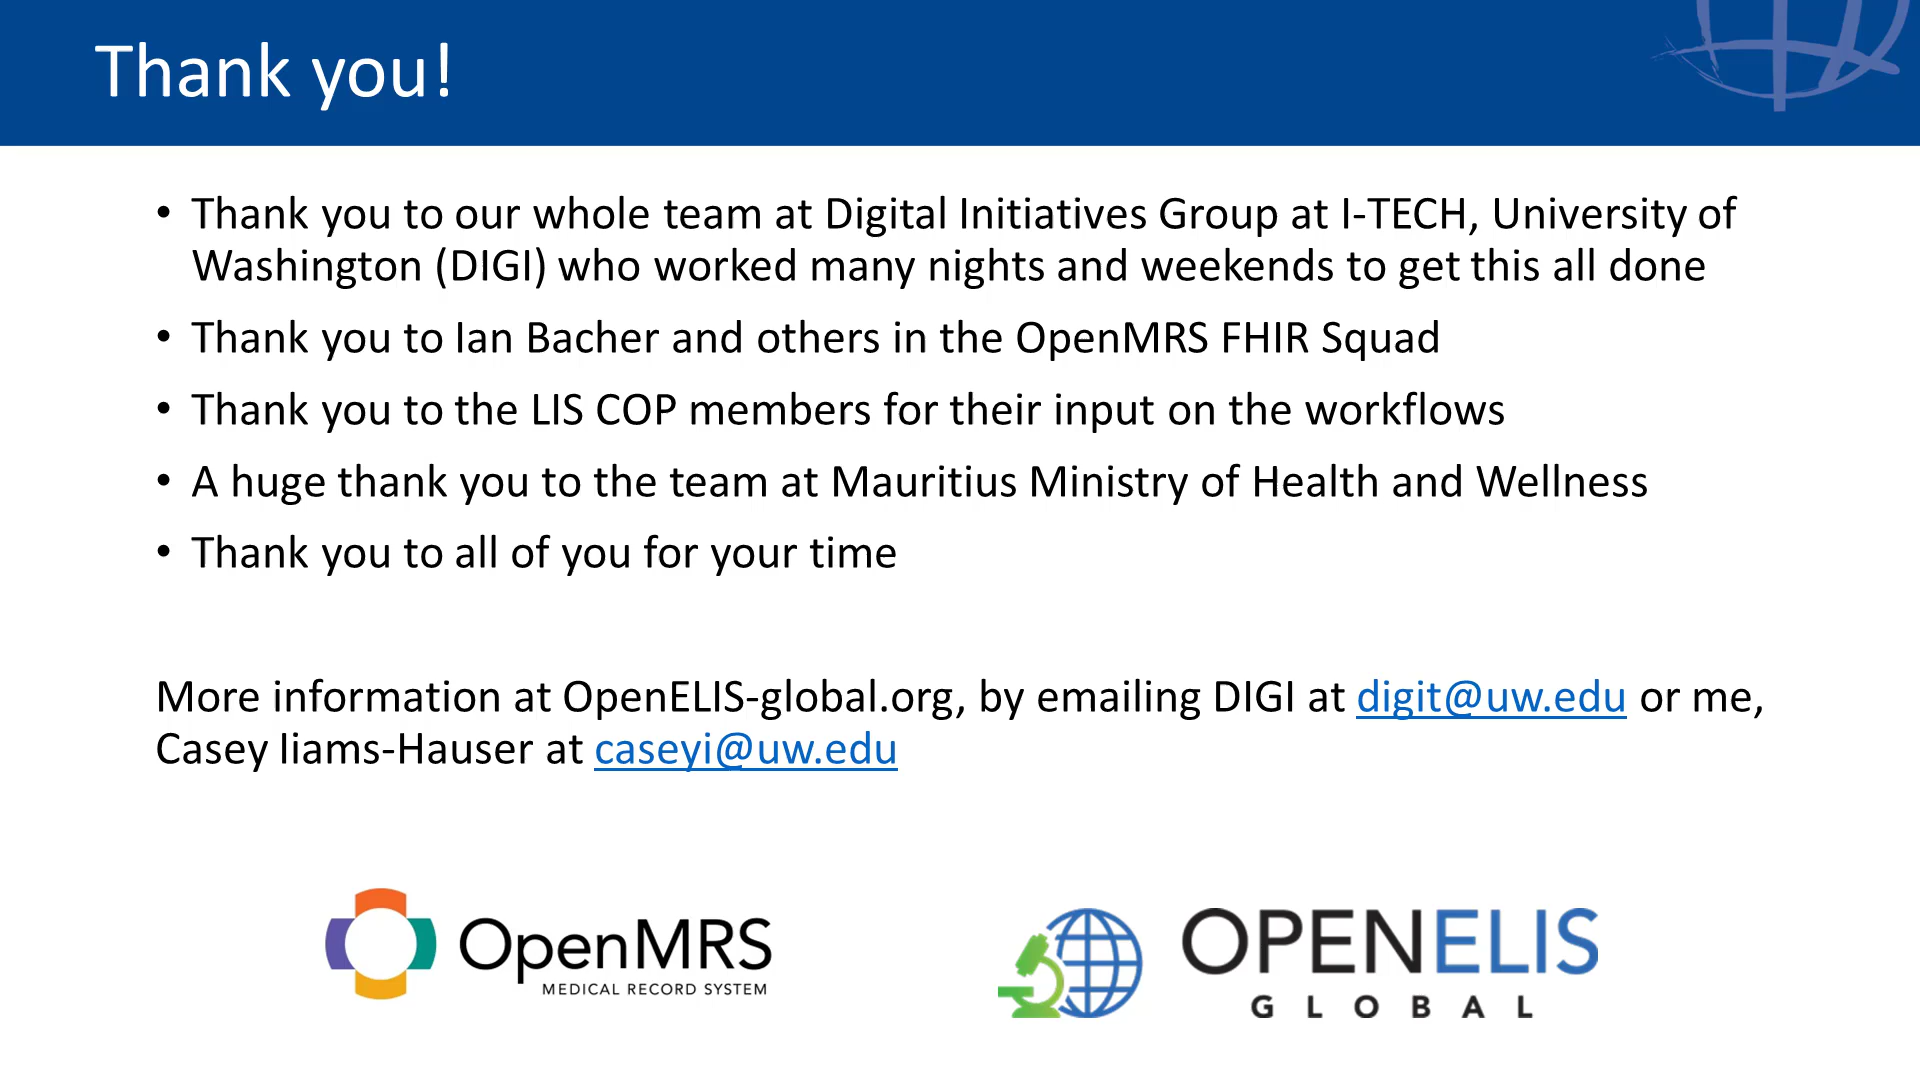 Thank you!
• Thank you to our whole team at Digital Initiatives Group at I-TECH, University of
Washington (DIGI) who worked many nights and weekends to get this all done
• Thank you to Ian Bacher and others in the OpenMRS FHIR Squad
• Thank you to the LIS COP members for their input on the workflows
• A huge thank you to the team at Mauritius Ministry of Health and Wellness
• Thank you to all of you for your time
More information at OpenELIS-global.org, by emailing DIGI at digit@uw.edu or me,
Casey Iiams-Hauser at caseyi@uw.edu
OpenMRS
MEDICAL RECORD SYSTEM
OPENELIS
GLOBAL